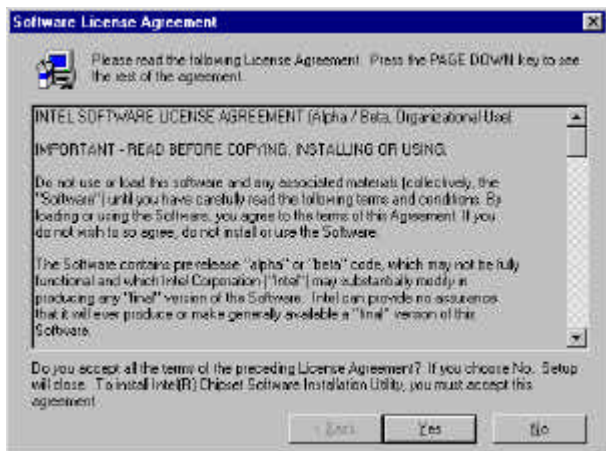 Software License Agreement
Please read the following License Agreement. Press the PAGE DOWN key to see
the rest of the agreement.
INTEL SOFTWARE LICENSE AGREEMENT (Alpha / Beta, Organizational Use)
IMPORTANT - READ BEFORE COPYING, INSTALLING OR USING.
Do not use or load this software and any associated materials (collectively, the
"Software") until you have carefully read the following terms and conditions. By
loading or using the Software, you agree to the terms of this Agreement. If you
do not wish to so agree, do not install or use the Software.
The Software contains pre-release "alpha" or "beta" code, which may not be fully
functional and which Intel Corporation ("Intel") may substantially modify in
producing any "final" version of the Software. Intel can provide no assurance
that it will ever produce or make generally available a "final" version of this
Software.
Do you accept all the terms of the preceding License Agreement? If you choose No, Setup
will close. To install Intel(R) Chipset Software Installation Utility, you must accept this
agreement.
< Back Yes No